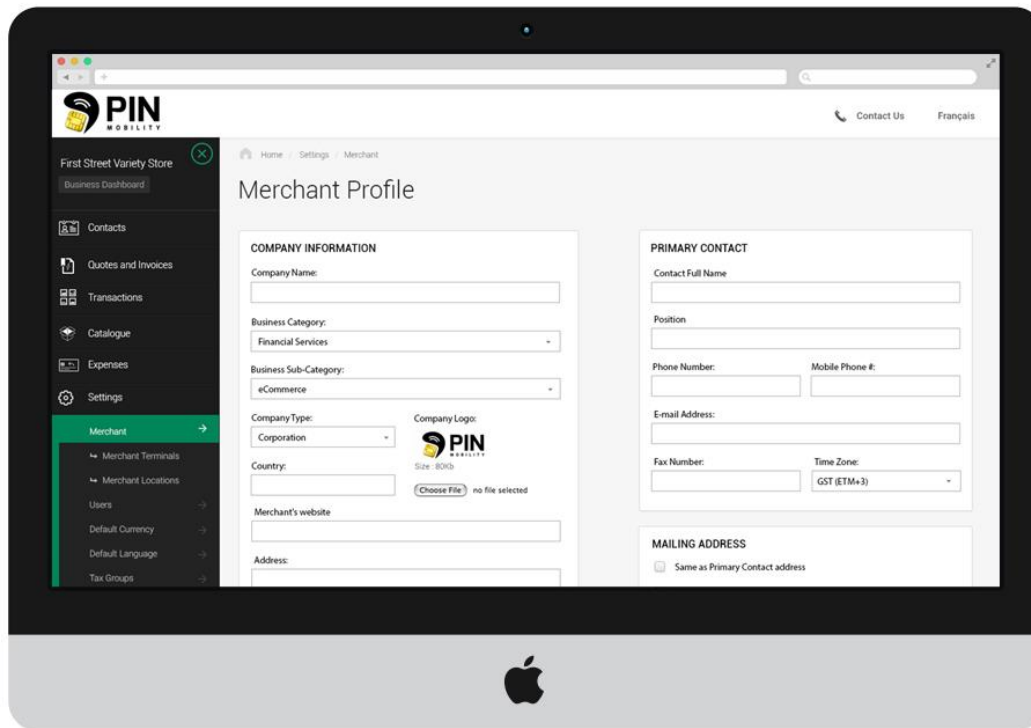 PIN
MOBILITY
Contact Us
Français
First Street Variety Store
Business Dashboard
Contacts
Quotes and Invoices
Transactions
Catalogue
Expenses
Settings
Merchant
Merchant Terminals
Merchant Locations
Users
Default Currency
Default Language
Tax Groups
Home / Settings / Merchant
Merchant Profile
COMPANY INFORMATION
Company Name:
Business Category:
Financial Services
Business Sub-Category:
eCommerce
Company Type:
Corporation
Company Logo:
PIN
MOBILITY
Size : 80Kb
Choose File no file selected
Country:
Merchant's website
Address:
PRIMARY CONTACT
Contact Full Name
Position
Phone Number:
Mobile Phone #:
E-mail Address:
Fax Number:
Time Zone:
GST (ETM+3)
MAILING ADDRESS
Same as Primary Contact address